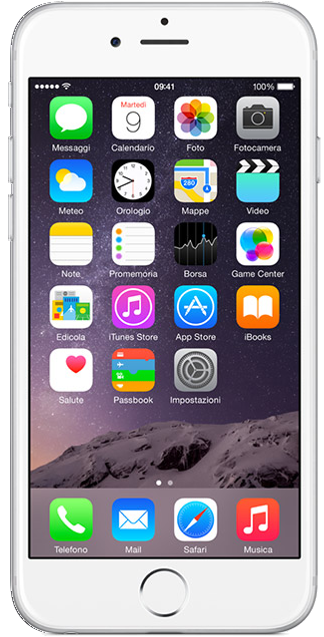 09:41 100%
Martedì
9
Messaggi Calendario Foto Fotocamera
280
Meteo Orologio Mappe Video
Note Promemoria Borsa Game Center
Edicola iTunes Store App Store iBooks
Salute Passbook Impostazioni
Telefono Mail Safari Musica